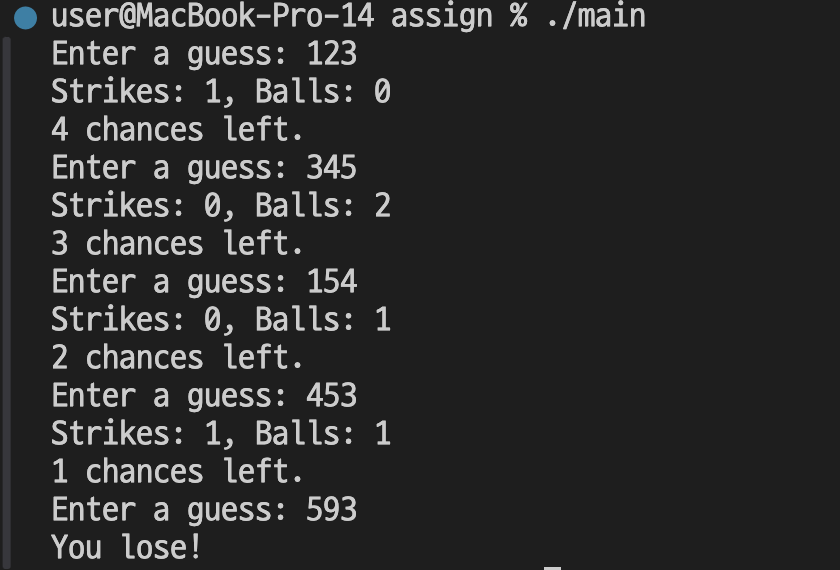 user@MacBook-Pro-14 assign % ./main
Enter a guess: 123
Strikes: 1, Balls: 0
4 chances left.
Enter a guess: 345
Strikes: 0, Balls: 2
3 chances left.
Enter a guess: 154
Strikes: 0, Balls: 1
2 chances left.
Enter a guess: 453
Strikes: 1, Balls: 1
1 chances left.
Enter a guess: 593
You lose!